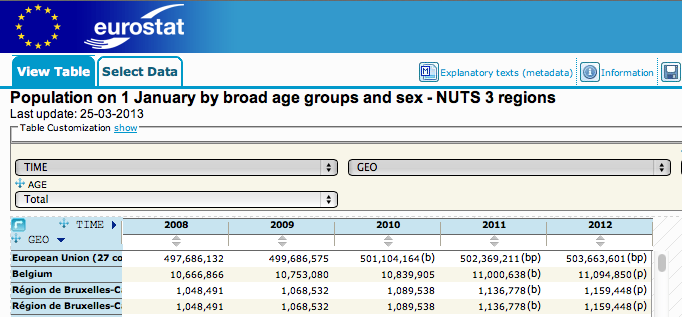 eurostat
View Table Select Data
M Explanatory texts (metadata) i Information
Population on 1 January by broad age groups and sex - NUTS 3 regions
Last update: 25-03-2013
Table Customization show
TIME GEO
AGE
Total
TIME 2008 2009 2010 2011 2012
GEO
European Union (27 co 497,686,132 499,686,575 501,104,164(b) 502,369,211(bp) 503,663,601(bp)
Belgium 10,666,866 10,753,080 10,839,905 11,000,638(b) 11,094,850(p)
Région de Bruxelles-C. 1,048,491 1,068,532 1,089,538 1,136,778(b) 1,159,448(p)
Région de Bruxelles-C. 1,048,491 1,068,532 1,089,538 1,136,778(b) 1,159,448(p)